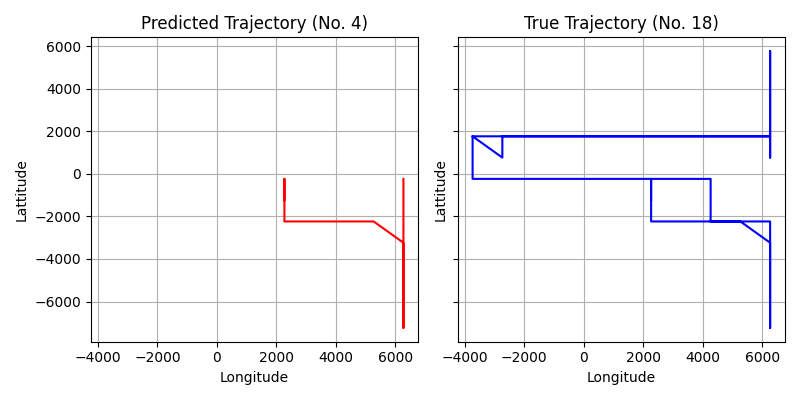 Predicted Trajectory (No. 4)
6000
4000
2000
0
−2000
−4000
−6000
Lattitude
−4000 −2000 0 2000 4000 6000
Longitude
True Trajectory (No. 18)
Lattitude
−4000 −2000 0 2000 4000 6000
Longitude